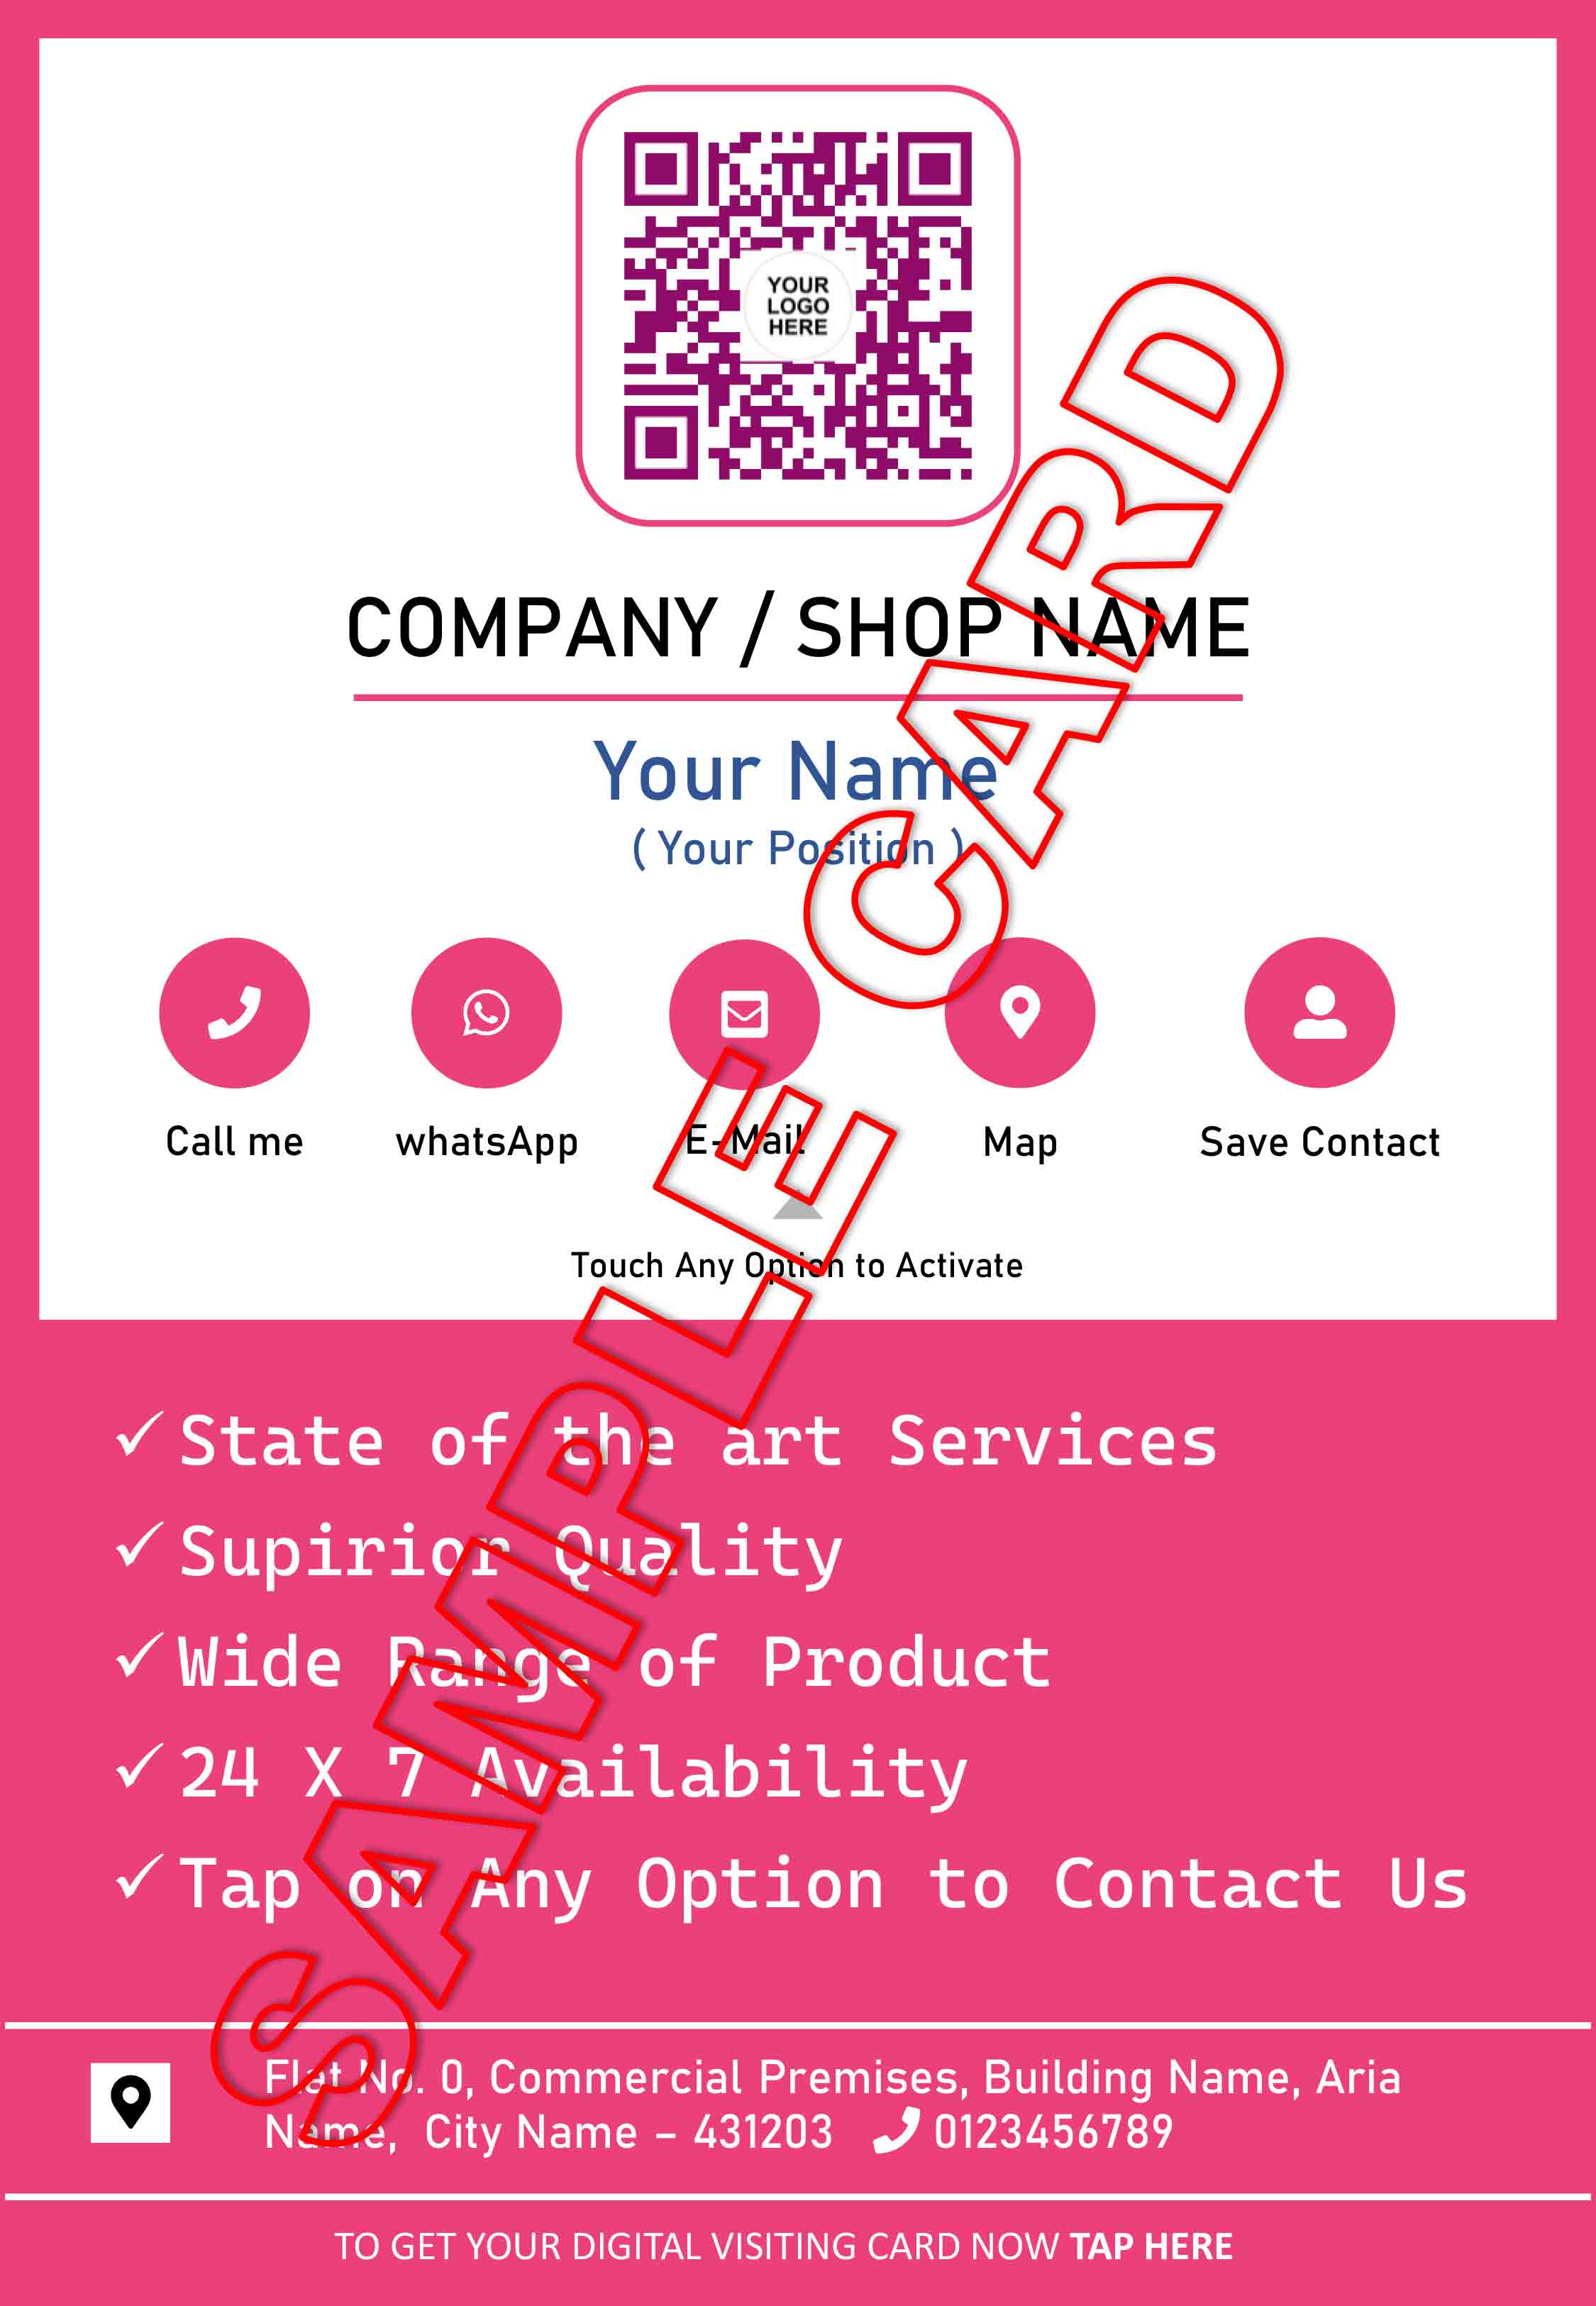 YOUR
LOGO
HERE
COMPANY / SHOP NAME
Your Name
( Your Position )
Call me
whatsApp
E-Mail
Map
Save Contact
Touch Any Option to Activate
✓ State of the art Services
✓ Supirior Quality
✓ Wide Range of Product
✓ 24 X 7 Availability
✓ Tap on Any Option to Contact Us
Flat No. 0, Commercial Premises, Building Name, Aria
Name, City Name – 431203 0123456789
TO GET YOUR DIGITAL VISITING CARD NOW TAP HERE
SAMPLE CARD